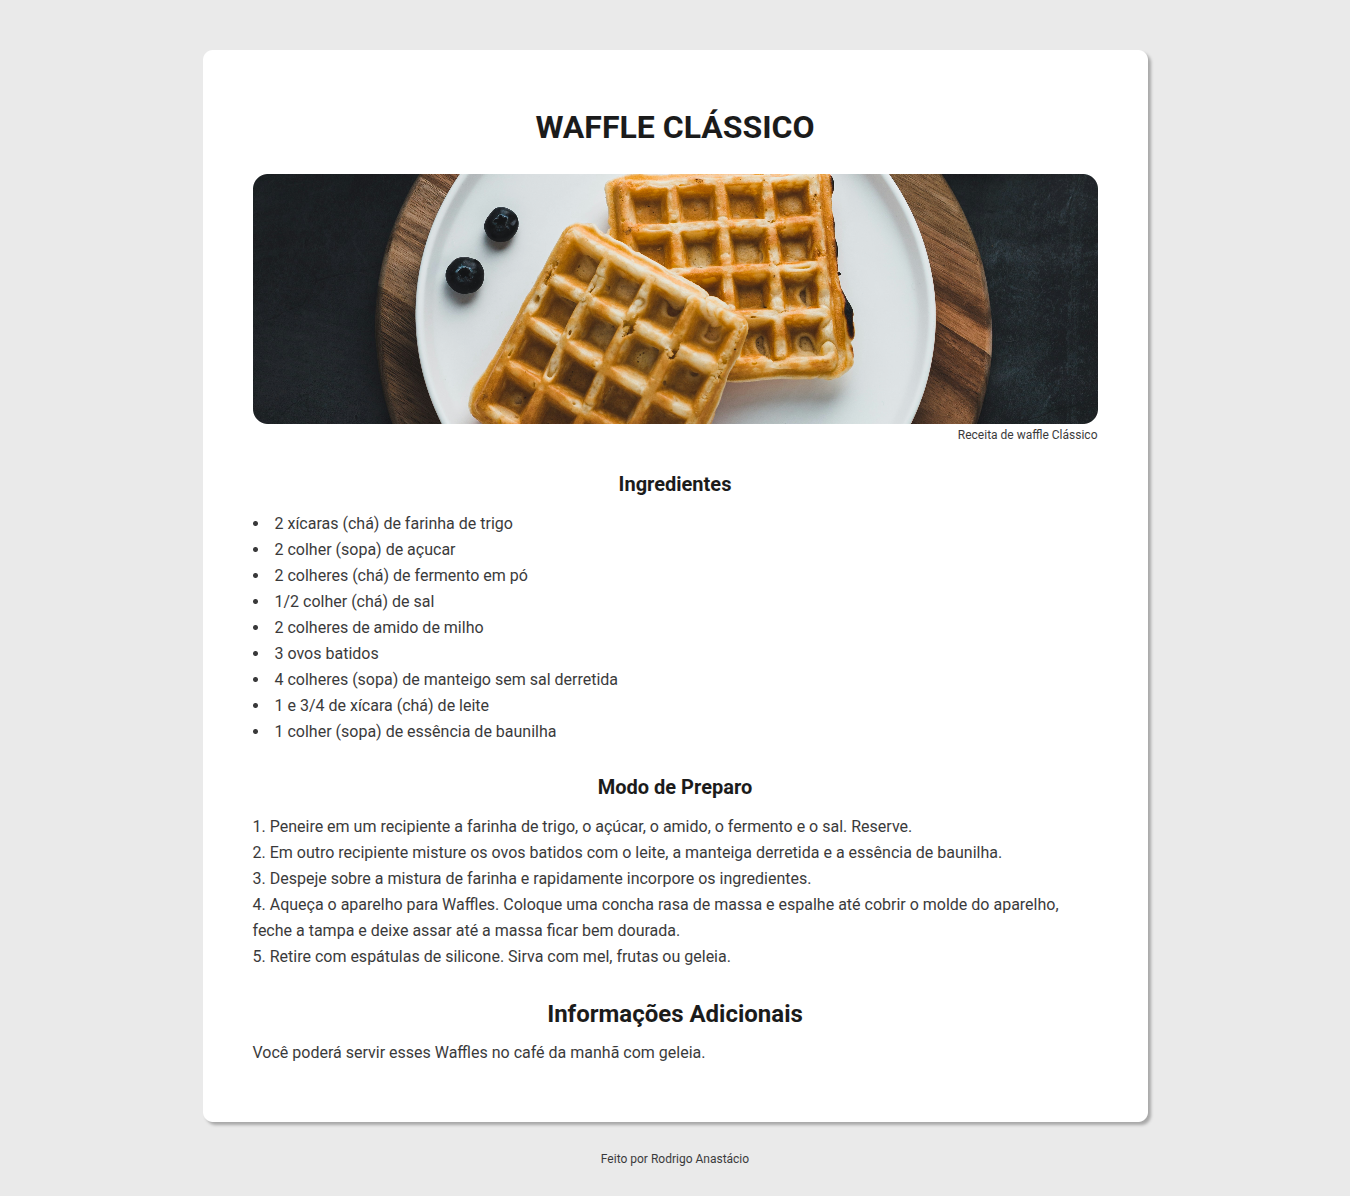 WAFFLE CLÁSSICO
Receita de waffle Clássico
Ingredientes
• 2 xícaras (chá) de farinha de trigo
• 2 colher (sopa) de açucar
• 2 colheres (chá) de fermento em pó
• 1/2 colher (chá) de sal
• 2 colheres de amido de milho
• 3 ovos batidos
• 4 colheres (sopa) de manteigo sem sal derretida
• 1 e 3/4 de xícara (chá) de leite
• 1 colher (sopa) de essência de baunilha
Modo de Preparo
1. Peneire em um recipiente a farinha de trigo, o açúcar, o amido, o fermento e o sal. Reserve.
2. Em outro recipiente misture os ovos batidos com o leite, a manteiga derretida e a essência de baunilha.
3. Despeje sobre a mistura de farinha e rapidamente incorpore os ingredientes.
4. Aqueça o aparelho para Waffles. Coloque uma concha rasa de massa e espalhe até cobrir o molde do aparelho,
feche a tampa e deixe assar até a massa ficar bem dourada.
5. Retire com espátulas de silicone. Sirva com mel, frutas ou geleia.
Informações Adicionais
Você poderá servir esses Waffles no café da manhã com geleia.
Feito por Rodrigo Anastácio